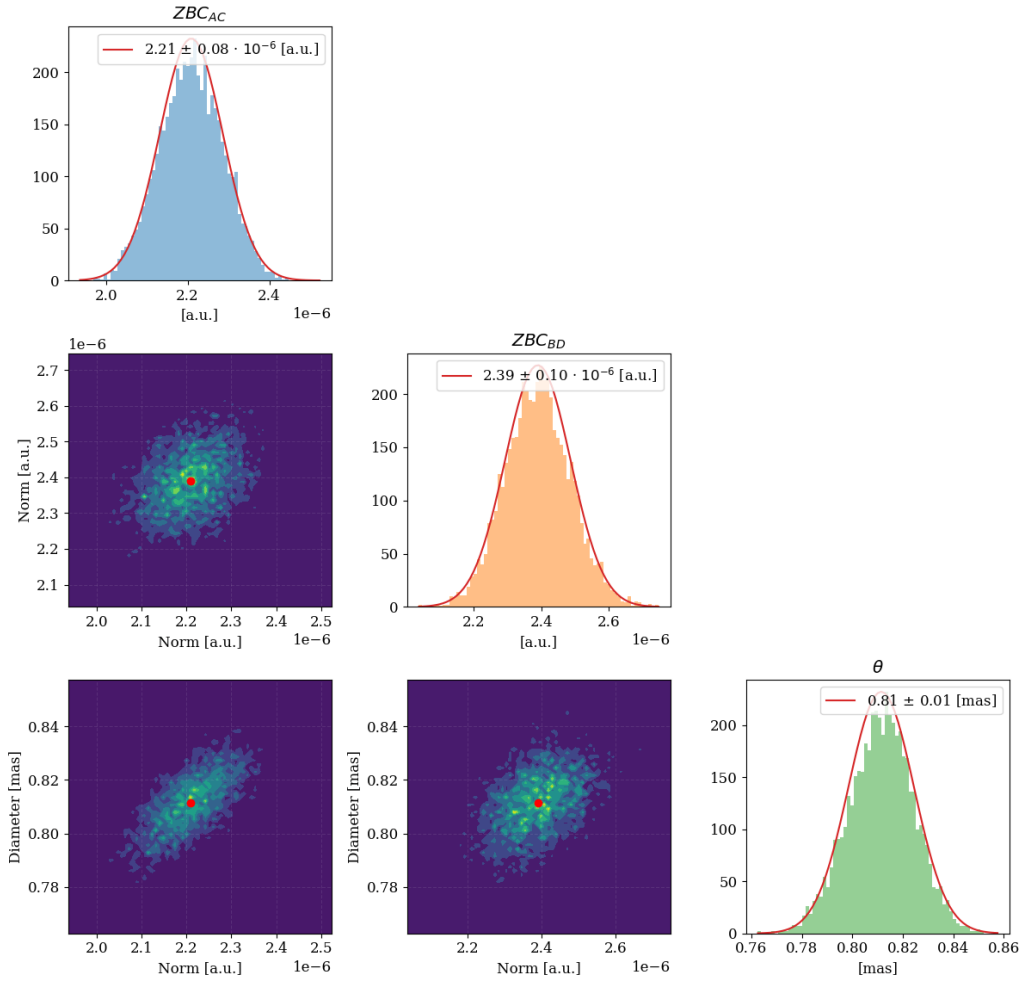 ZBC_AC
2.21 ± 0.08 · 10^−6 [a.u.]
200
150
100
50
0
2.0 2.2 2.4
1e−6
[a.u.]
1e−6
2.7
2.6
2.5
2.4
2.3
2.2
2.1
Norm [a.u.]
2.0 2.1 2.2 2.3 2.4 2.5
Norm [a.u.]
1e−6
ZBC_BD
2.39 ± 0.10 · 10^−6 [a.u.]
200
150
100
50
0
2.2 2.4 2.6
[a.u.]
1e−6
0.84
0.82
0.80
0.78
Diameter [mas]
2.0 2.1 2.2 2.3 2.4 2.5
Norm [a.u.]
1e−6
0.84
0.82
0.80
0.78
Diameter [mas]
2.2 2.4 2.6
Norm [a.u.]
1e−6
θ
0.81 ± 0.01 [mas]
200
150
100
50
0
0.76 0.78 0.80 0.82 0.84 0.86
[mas]